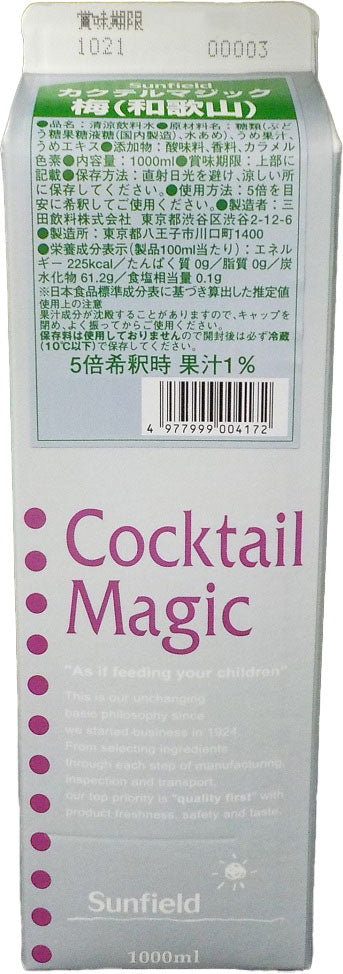 賞味期限
1021 00003
Sunfield
カクテルマジック
梅(和歌山)
●品名：清涼飲料水●原材料名：糖類(ぶどう糖果糖液糖(国内製造)、水あめ)、うめ果汁、
うめエキス●添加物：酸味料、香料、カラメル
色素●内容量：1000ml●賞味期限：上部に
記載●保存方法：直射日光を避け、涼しい所
に保存してください。●使用方法：5倍を目
安に希釈してご使用ください。●製造者：三
田飲料株式会社 東京都渋谷区渋谷2-12-6
●製造所：東京都八王子市川口町1400
●栄養成分表示(製品100ml当たり)：エネル
ギー 225kcal／たんぱく質 0g／脂質 0g／炭
水化物 61.2g／食塩相当量 0.1g
※日本食品標準成分表に基づき算出した推定値
使用上の注意
果汁成分が沈殿することがありますので、キャップを
閉め、よく振ってからご使用ください。
保存料は使用しておりませんので開封後は必ず冷蔵
(10℃以下)で保存してください。
5倍希釈時 果汁1%
4 977999 004172
Cocktail
Magic
"As if feeding your children"
This is our unchanging
basic philosophy since
we started business in 1924.
From selecting ingredients
through each step of manufacturing,
inspection and transport,
our top priority is "quality first" with
product freshness, safety and taste.
Sunfield
1000ml